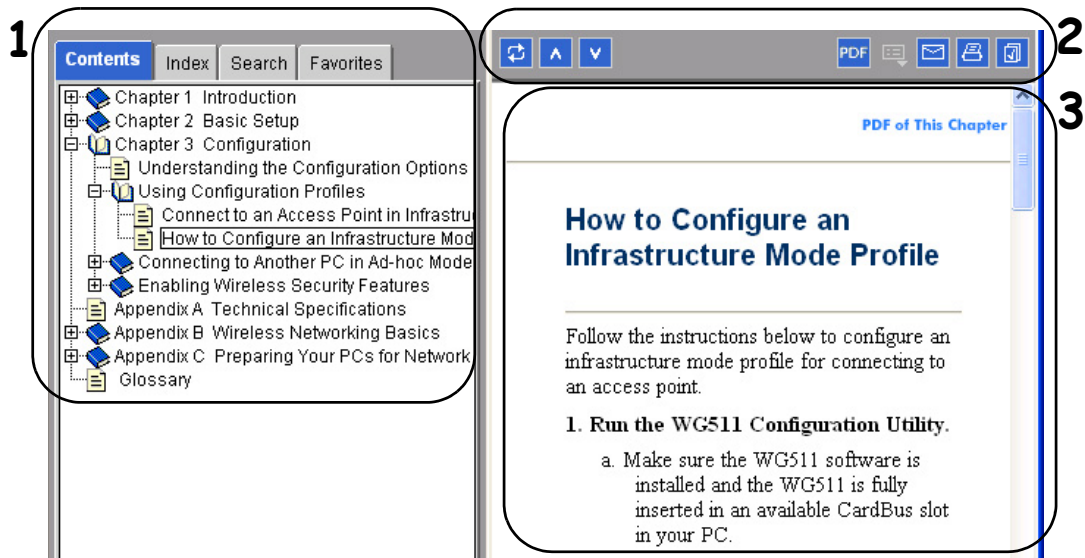 1
Contents Index Search Favorites
Chapter 1 Introduction
Chapter 2 Basic Setup
Chapter 3 Configuration
Understanding the Configuration Options
Using Configuration Profiles
Connect to an Access Point in Infrastru
How to Configure an Infrastructure Mod
Connecting to Another PC in Ad-hoc Mode
Enabling Wireless Security Features
Appendix A Technical Specifications
Appendix B Wireless Networking Basics
Appendix C Preparing Your PCs for Network
Glossary
PDF
2
3
PDF of This Chapter
How to Configure an
Infrastructure Mode Profile
Follow the instructions below to configure an
infrastructure mode profile for connecting to
an access point.
1. Run the WG511 Configuration Utility.
a. Make sure the WG511 software is
installed and the WG511 is fully
inserted in an available CardBus slot
in your PC.